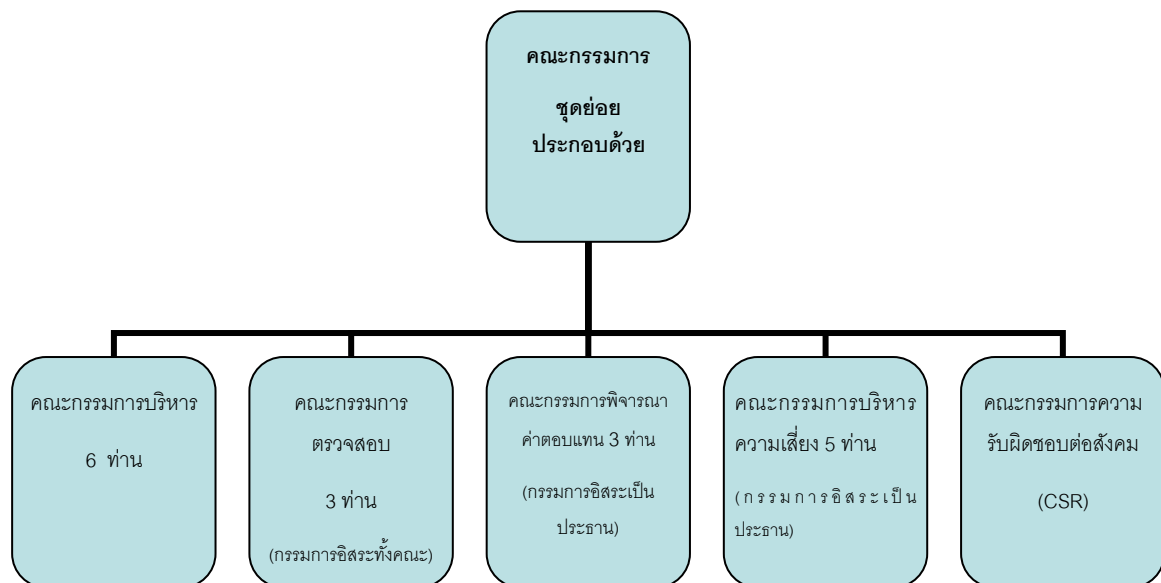 คณะกรรมการ
ชุดย่อย
ประกอบด้วย
คณะกรรมการบริหาร
6 ท่าน
คณะกรรมการ
ตรวจสอบ
3 ท่าน
(กรรมการอิสระทั้งคณะ)
คณะกรรมการพิจารณา
ค่าตอบแทน 3 ท่าน
(กรรมการอิสระเป็น
ประธาน)
คณะกรรมการบริหาร
ความเสี่ยง 5 ท่าน
(กรรมการอิสระเป็น
ประธาน)
คณะกรรมการความ
รับผิดชอบต่อสังคม
(CSR)